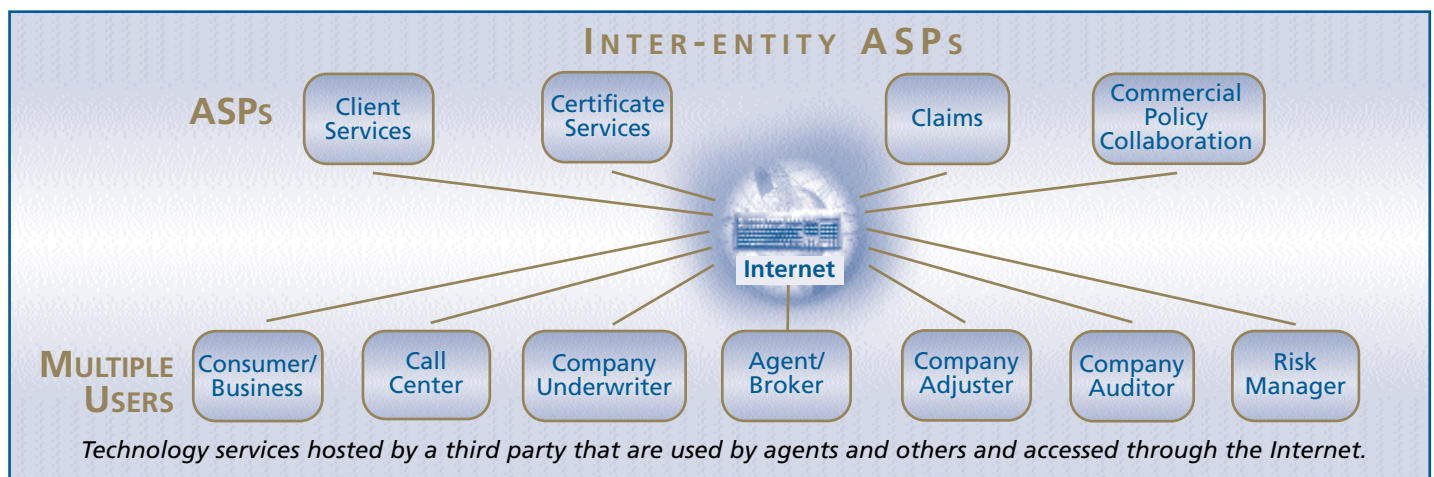 INTER-ENTITY ASPs
ASPs
Client
Services
Certificate
Services
Claims
Commercial
Policy
Collaboration
Internet
MULTIPLE
USERS
Consumer/
Business
Call
Center
Company
Underwriter
Agent/
Broker
Company
Adjuster
Company
Auditor
Risk
Manager
Technology services hosted by a third party that are used by agents and others and accessed through the Internet.